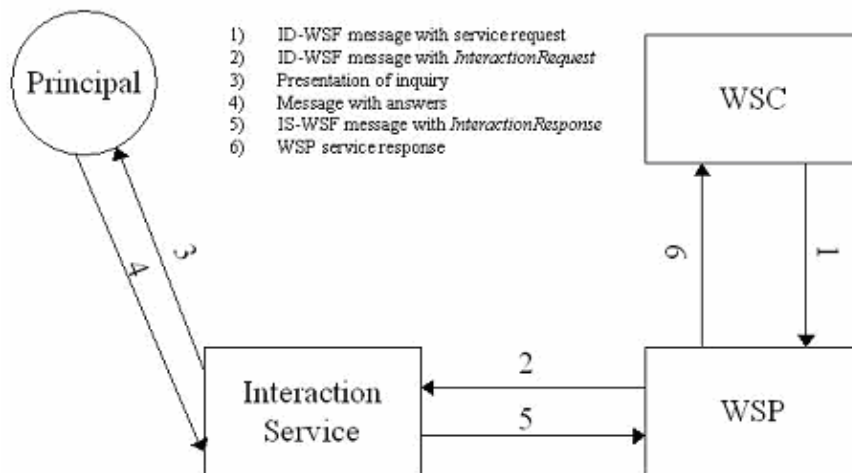 Principal
1) ID-WSF message with service request
2) ID-WSF message with InteractionRequest
3) Presentation of inquiry
4) Message with answers
5) IS-WSF message with InteractionResponse
6) WSP service response
WSC
3
4
6
1
2
5
Interaction
Service
WSP